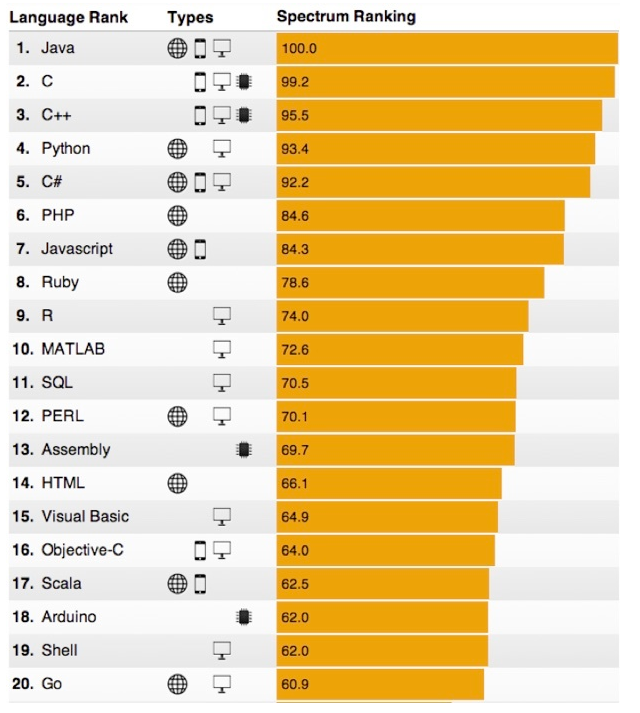 Language Rank Types Spectrum Ranking
1. Java 100.0
2. C 99.2
3. C++ 95.5
4. Python 93.4
5. C# 92.2
6. PHP 84.6
7. Javascript 84.3
8. Ruby 78.6
9. R 74.0
10. MATLAB 72.6
11. SQL 70.5
12. PERL 70.1
13. Assembly 69.7
14. HTML 66.1
15. Visual Basic 64.9
16. Objective-C 64.0
17. Scala 62.5
18. Arduino 62.0
19. Shell 62.0
20. Go 60.9